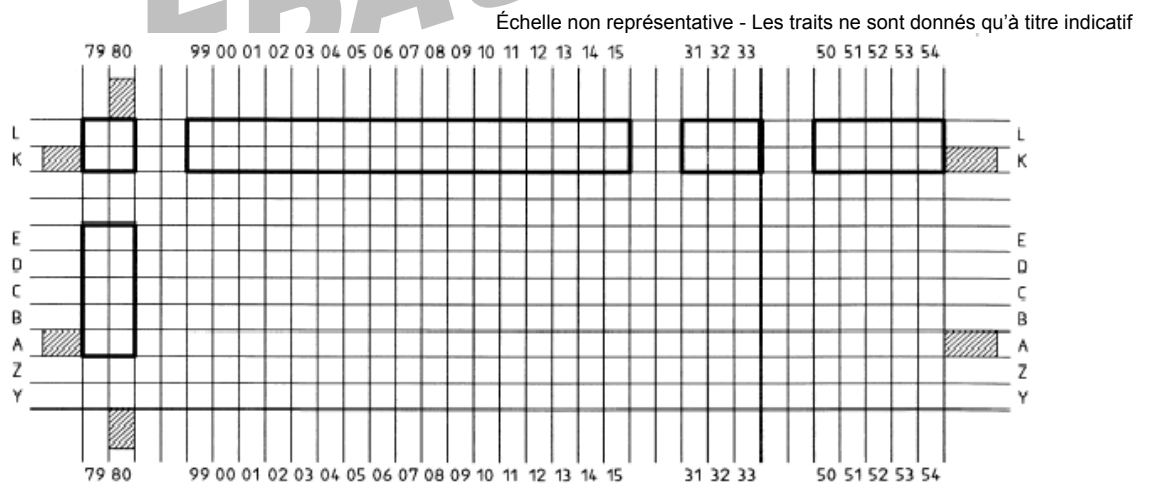 Échelle non représentative - Les traits ne sont donnés qu'à titre indicatif
79 80 99 00 01 02 03 04 05 06 07 08 09 10 11 12 13 14 15 31 32 33 50 51 52 53 54
L L
K K
E E
D D
C C
B B
A A
Z Z
Y Y
79 80 99 00 01 02 03 04 05 06 07 08 09 10 11 12 13 14 15 31 32 33 50 51 52 53 54